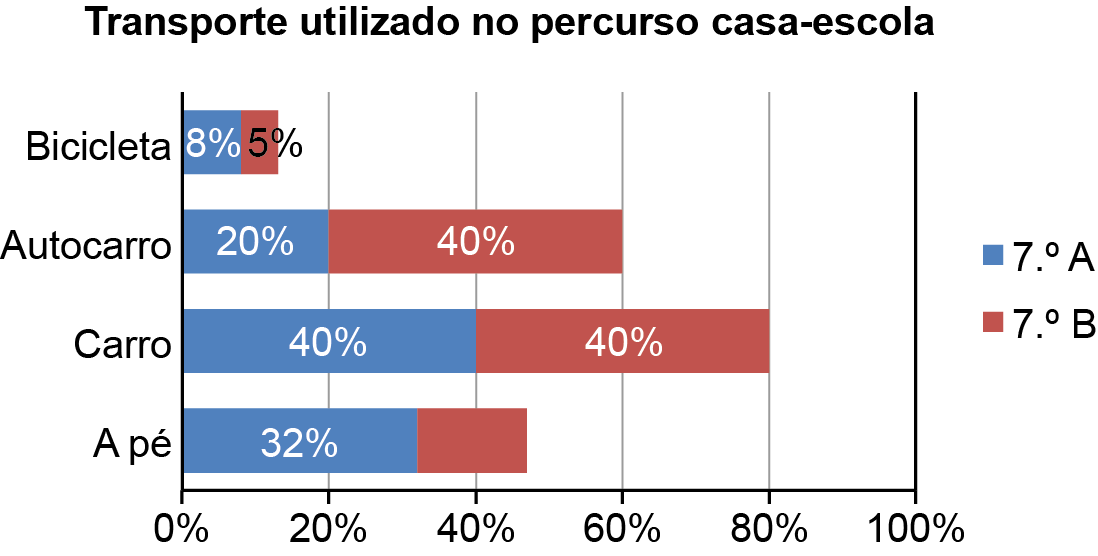 Transporte utilizado no percurso casa-escola
Bicicleta 8% 5%
Autocarro 20% 40%
Carro 40% 40%
A pé 32%
0% 20% 40% 60% 80% 100%
7.º A
7.º B